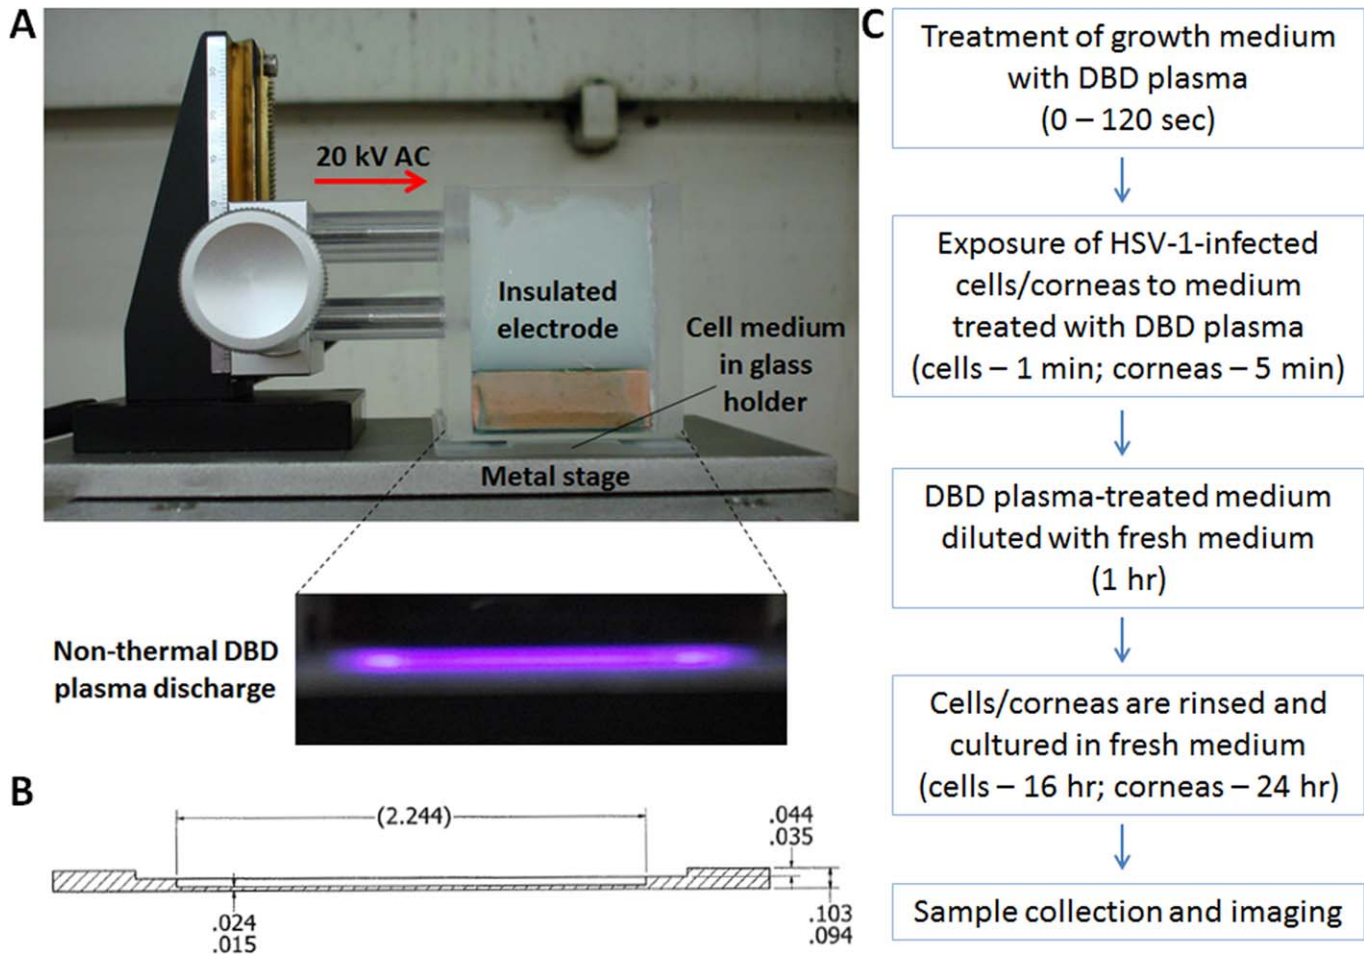 A
20 kV AC
Insulated
electrode
Cell medium
in glass
holder
Metal stage
Non-thermal DBD
plasma discharge
B
(2.244)
.044
.035
.024
.015
.103
.094
C
Treatment of growth medium
with DBD plasma
(0 – 120 sec)
Exposure of HSV-1-infected
cells/corneas to medium
treated with DBD plasma
(cells – 1 min; corneas – 5 min)
DBD plasma-treated medium
diluted with fresh medium
(1 hr)
Cells/corneas are rinsed and
cultured in fresh medium
(cells – 16 hr; corneas – 24 hr)
Sample collection and imaging